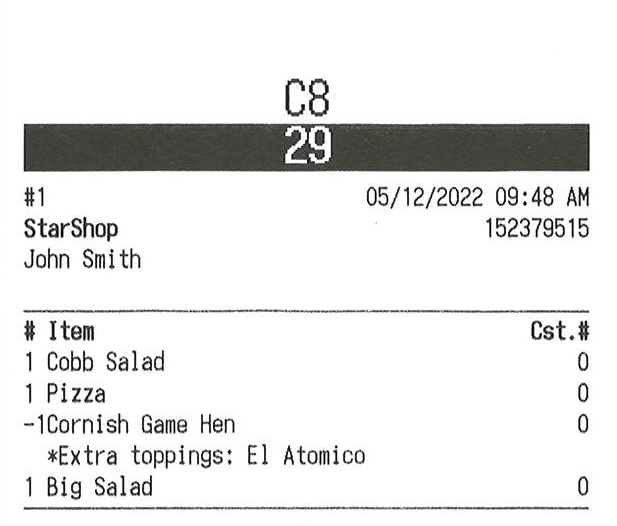 C8
29
#1 05/12/2022 09:48 AM
StarShop 152379515
John Smith
# Item Cst.#
1 Cobb Salad 0
1 Pizza 0
-1Cornish Game Hen 0
*Extra toppings: El Atomico
1 Big Salad 0